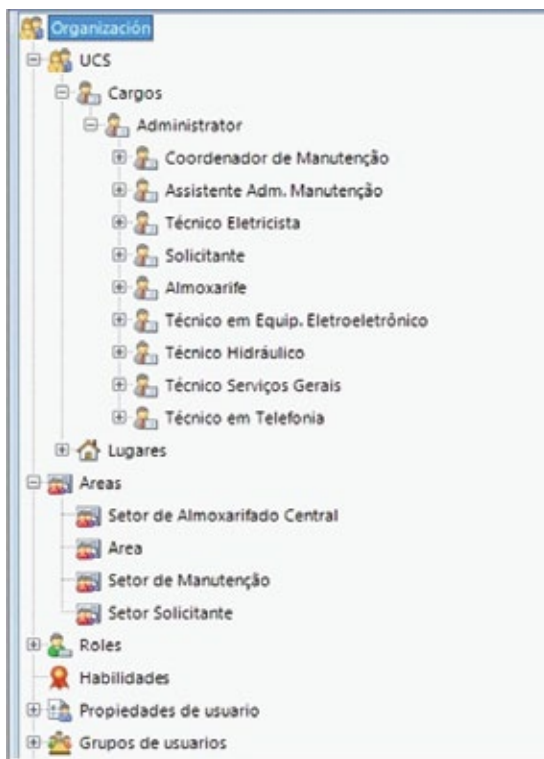 Organización
UCS
Cargos
Administrator
Coordenador de Manutenção
Assistente Adm. Manutenção
Técnico Eletricista
Solicitante
Almoxarife
Técnico em Equip. Eletroeletrônico
Técnico Hidráulico
Técnico Serviços Gerais
Técnico em Telefonia
Lugares
Areas
Setor de Almoxarifado Central
Area
Setor de Manutenção
Setor Solicitante
Roles
Habilidades
Propiedades de usuario
Grupos de usuarios